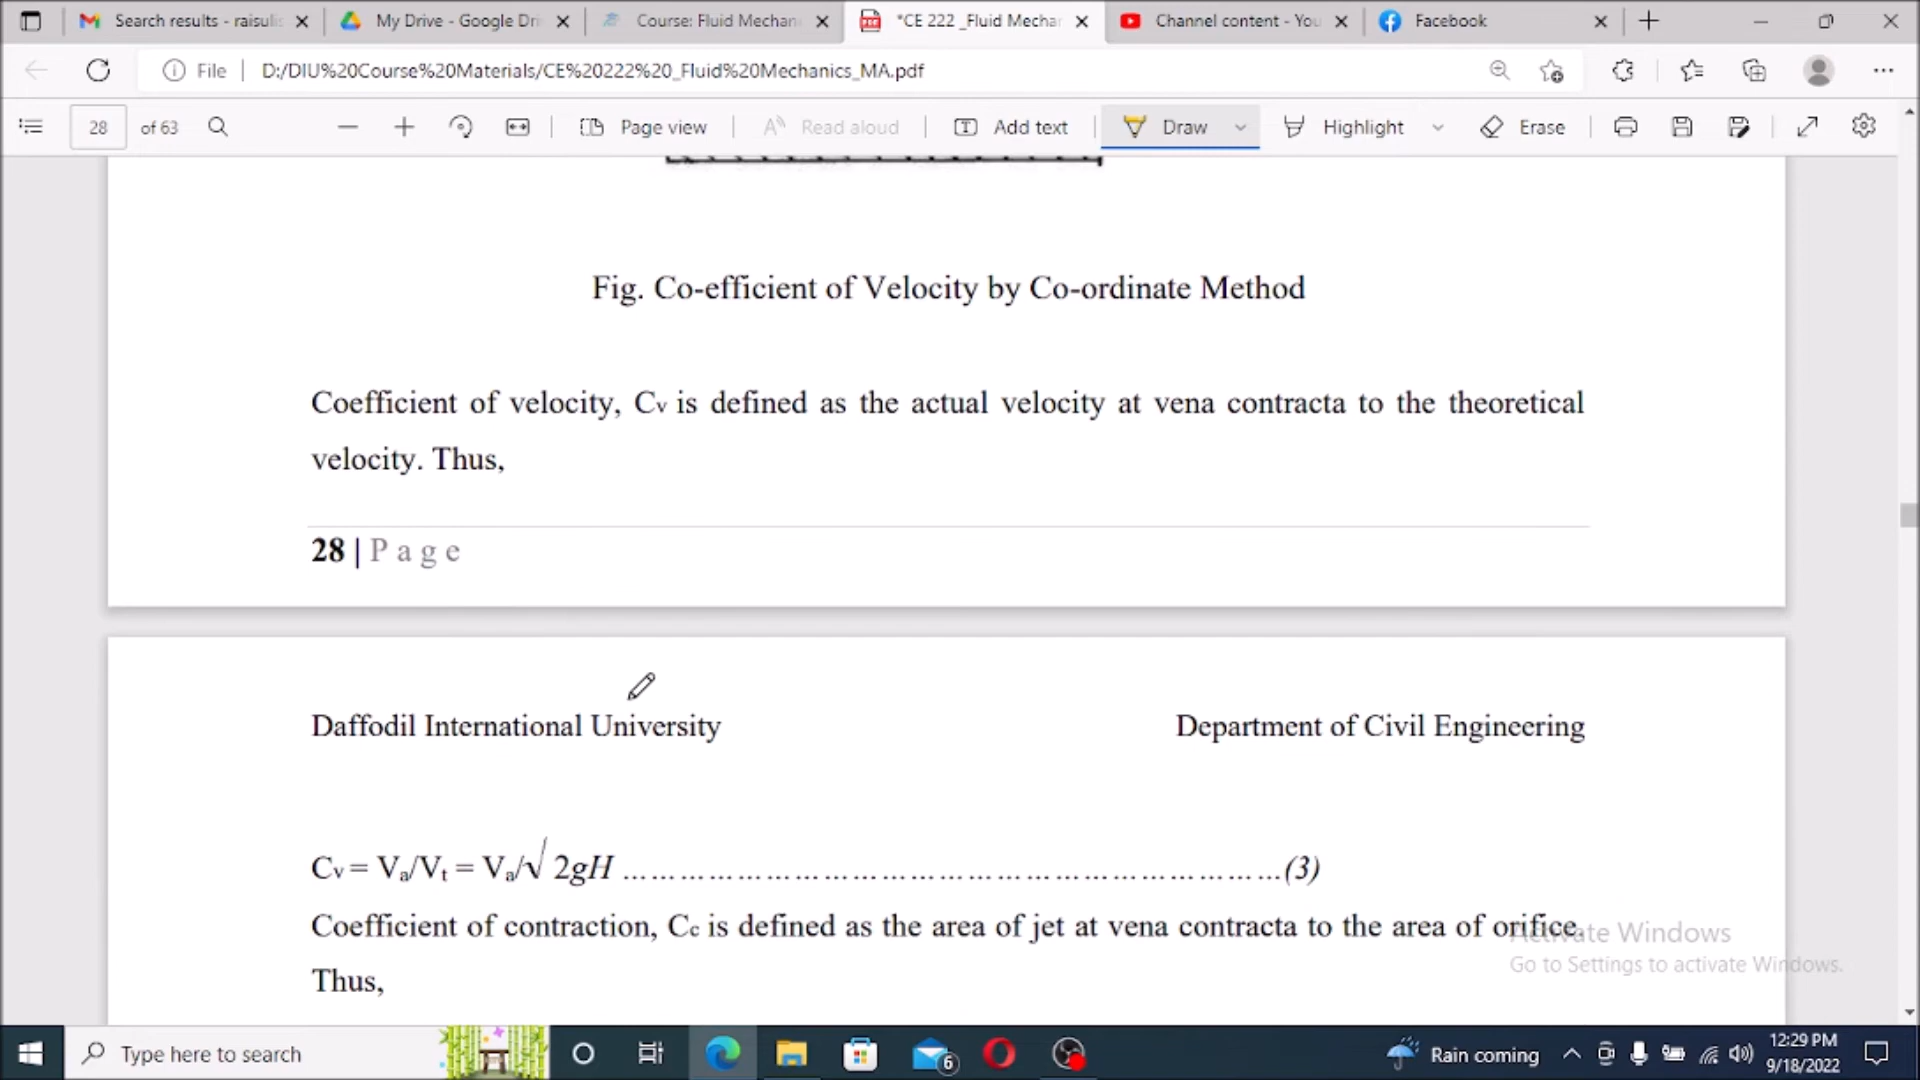 Search results - raisuli
My Drive - Google Dri
Course: Fluid Mechan
*CE 222 _Fluid Mechan
Channel content - You
Facebook
File
D:/DIU%20Course%20Materials/CE%20222%20_Fluid%20Mechanics_MA.pdf
28 of 63
Page view
Read aloud
Add text
Draw
Highlight
Erase
Fig. Co-efficient of Velocity by Co-ordinate Method
Coefficient of velocity, Cv is defined as the actual velocity at vena contracta to the theoretical
velocity. Thus,
28 | P a g e
Daffodil International University
Department of Civil Engineering
Cv = Va/Vt = Va/√ 2gH ……………………………………………………………...(3)
Coefficient of contraction, Cc is defined as the area of jet at vena contracta to the area of orifice.
Thus,
Activate Windows
Go to Settings to activate Windows.
Type here to search
6
Rain coming
12:29 PM
9/18/2022